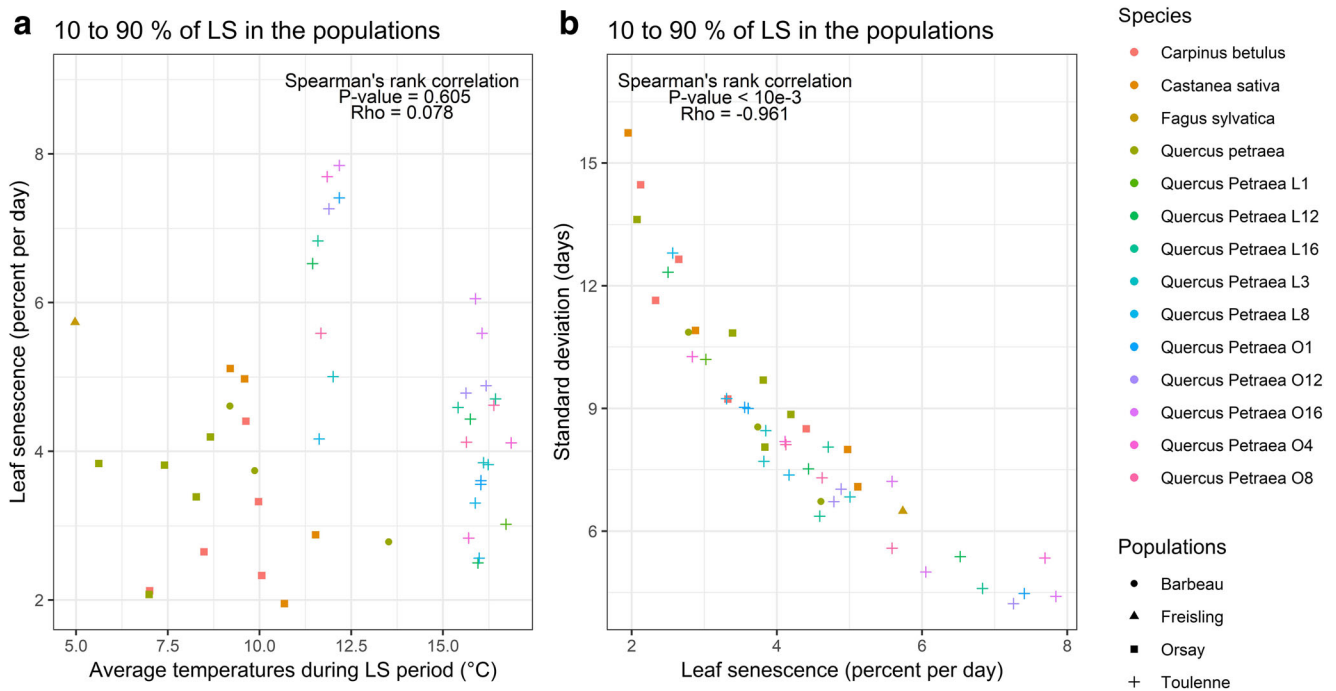 a 10 to 90 % of LS in the populations
Spearman's rank correlation
P-value = 0.605
Rho = 0.078
8
6
4
2
Leaf senescence (percent per day)
5.0 7.5 10.0 12.5 15.0
Average temperatures during LS period (°C)
b 10 to 90 % of LS in the populations
Spearman's rank correlation
P-value < 10e-3
Rho = -0.961
15
12
9
6
Standard deviation (days)
2 4 6 8
Leaf senescence (percent per day)
Species
Carpinus betulus
Castanea sativa
Fagus sylvatica
Quercus petraea
Quercus Petraea L1
Quercus Petraea L12
Quercus Petraea L16
Quercus Petraea L3
Quercus Petraea L8
Quercus Petraea O1
Quercus Petraea O12
Quercus Petraea O16
Quercus Petraea O4
Quercus Petraea O8
Populations
Barbeau
Freisling
Orsay
Toulenne